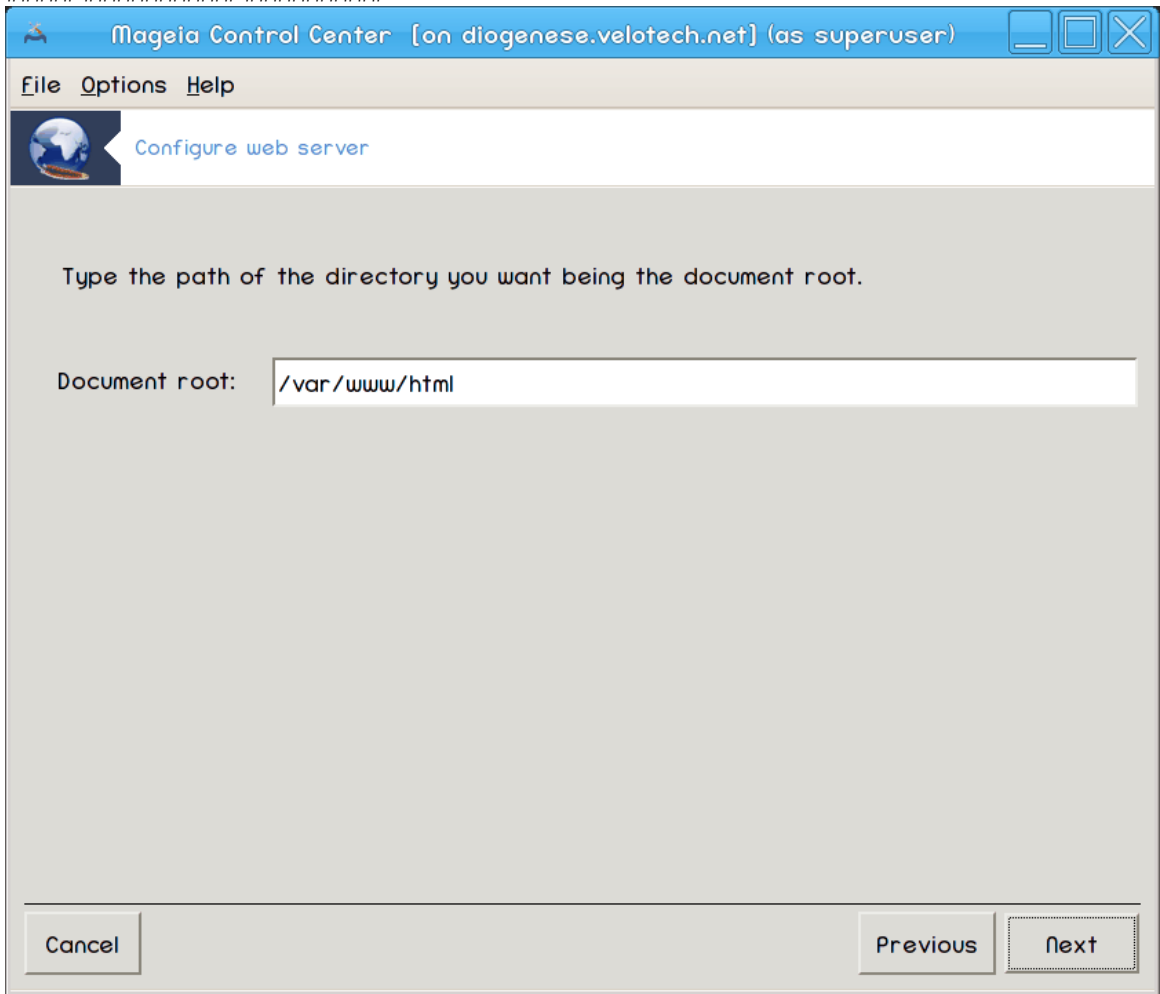 Mageia Control Center [on diogenese.velotech.net] (as superuser)
File Options Help
Configure web server
Type the path of the directory you want being the document root.
Document root: /var/www/html
Cancel Previous Next